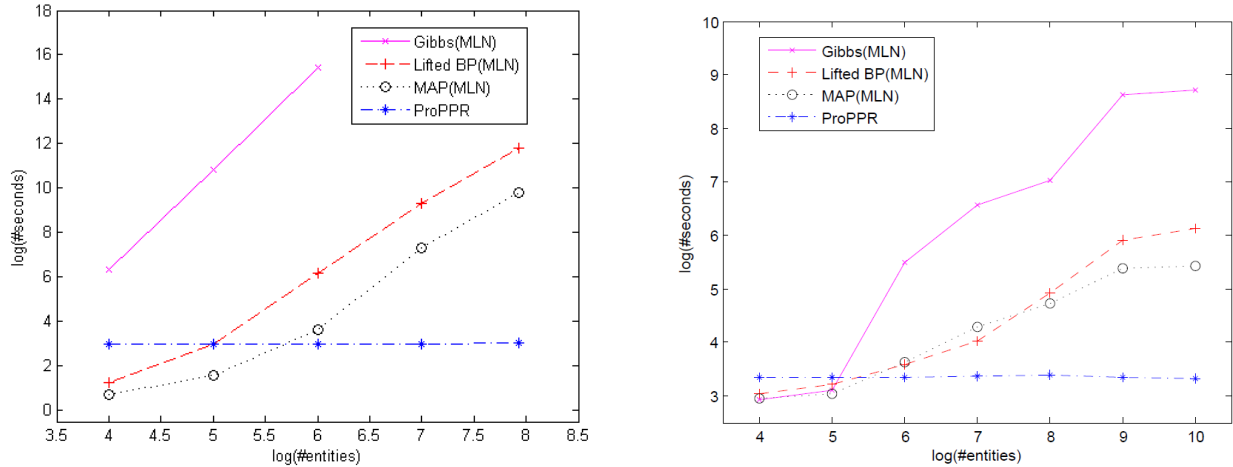 18
16
14
12
10
8
6
4
2
0
log(#seconds)
Gibbs(MLN)
Lifted BP(MLN)
MAP(MLN)
ProPPR
3.5 4 4.5 5 5.5 6 6.5 7 7.5 8 8.5
log(#entities)
10
9
8
7
6
5
4
3
log(#seconds)
Gibbs(MLN)
Lifted BP(MLN)
MAP(MLN)
ProPPR
4 5 6 7 8 9 10
log(#entities)